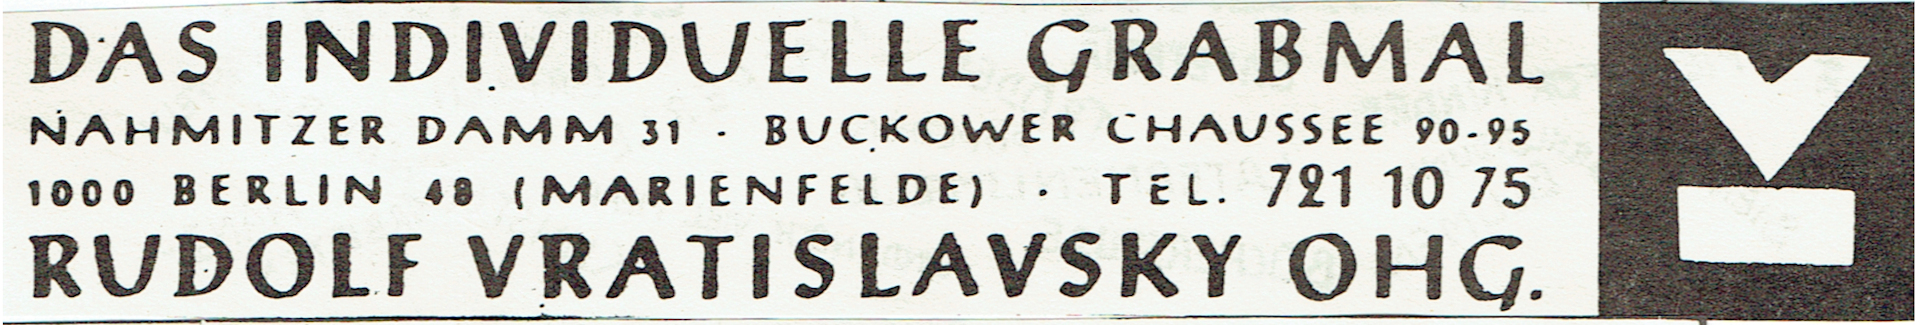 DAS INDIVIDUELLE GRABMAL
NAHMITZER DAMM 31 · BUCKOWER CHAUSSEE 90-95
1000 BERLIN 48 (MARIENFELDE) · TEL. 721 10 75
RUDOLF VRATISLAVSKY OHG.